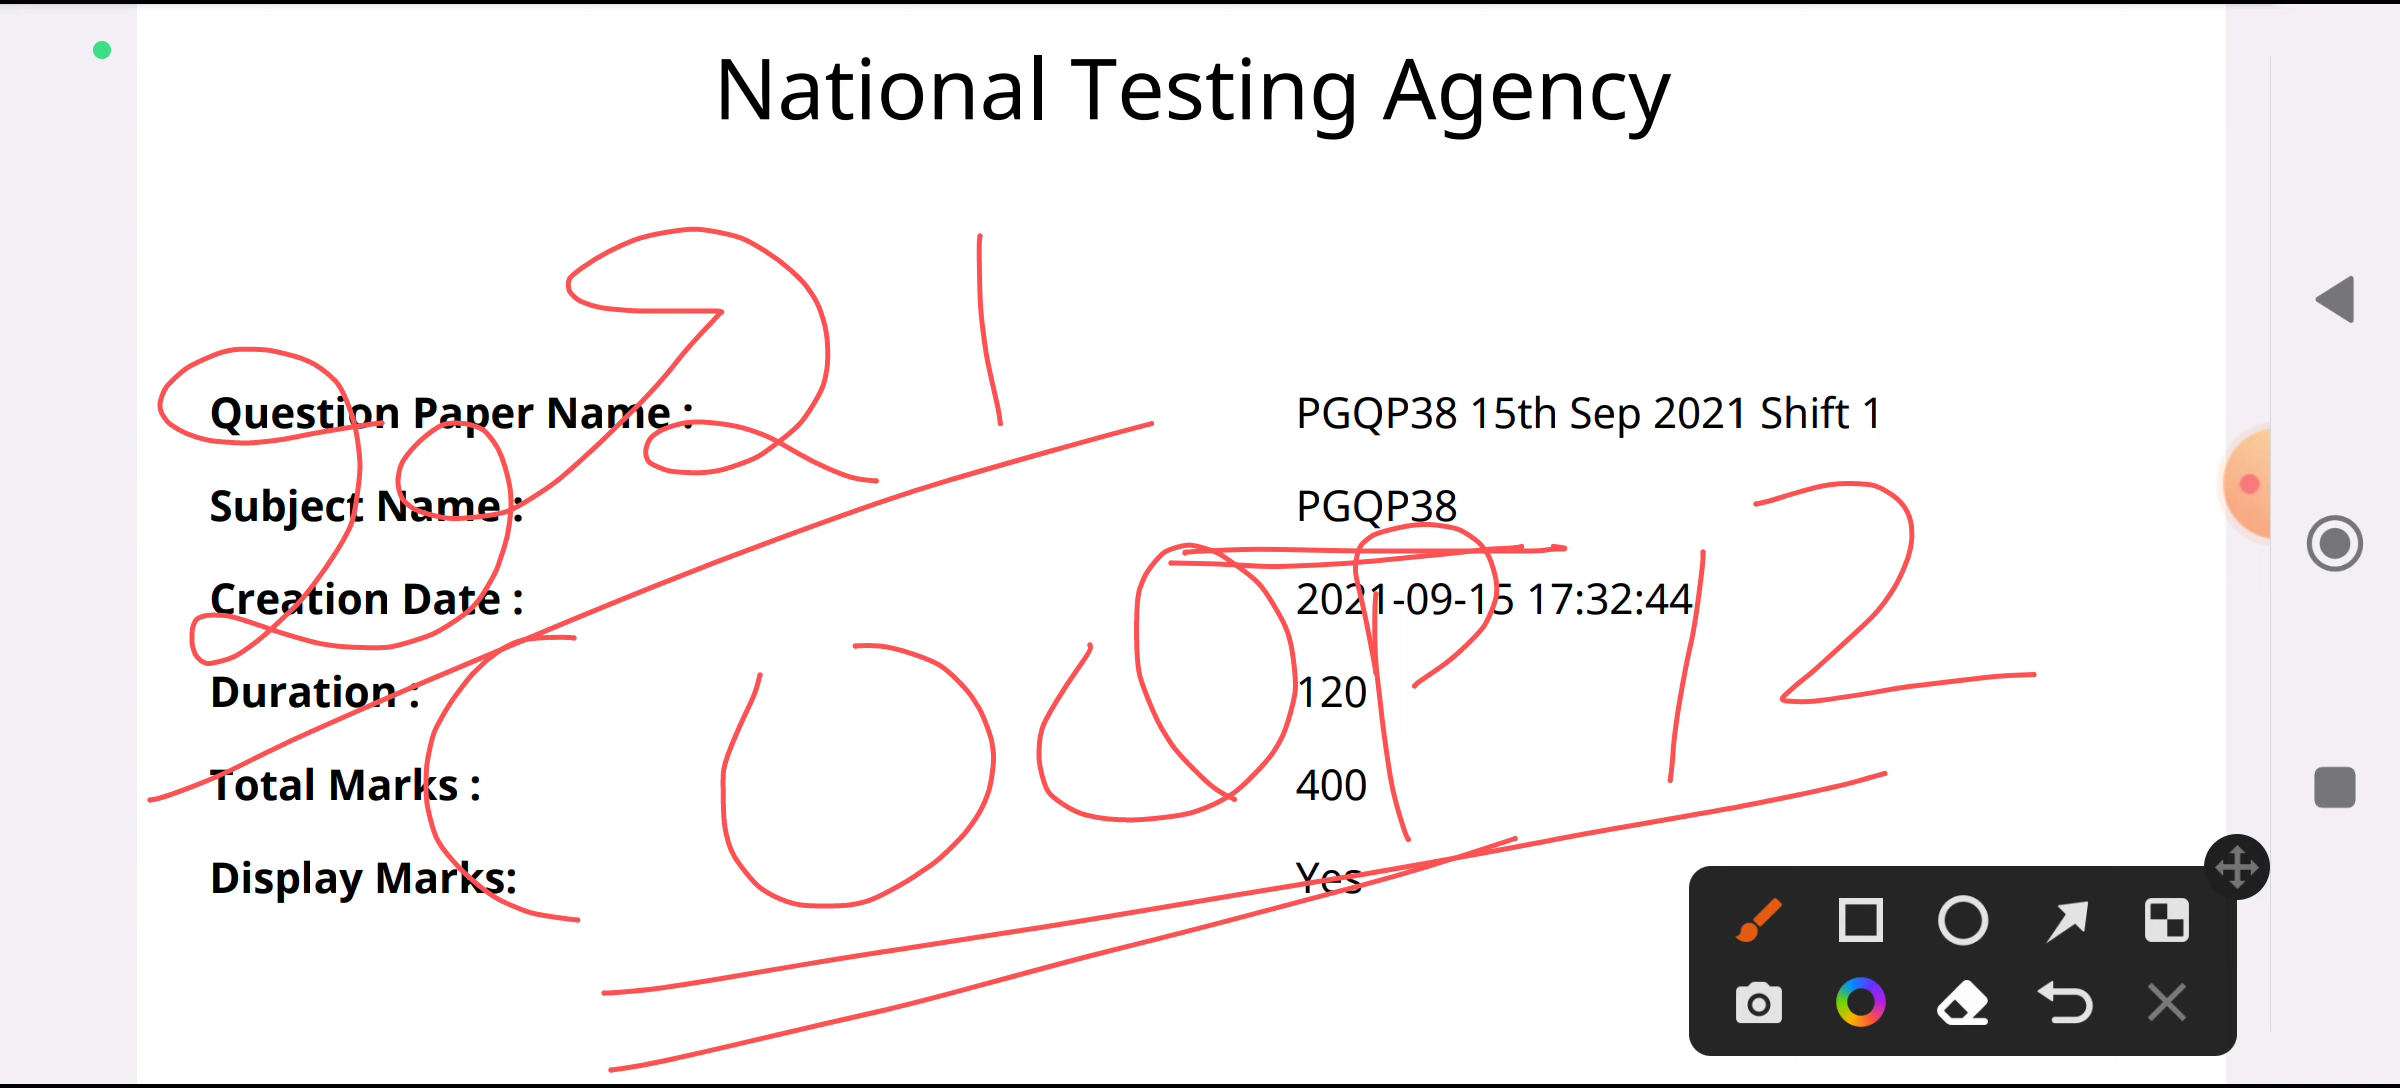 National Testing Agency
Question Paper Name : PGQP38 15th Sep 2021 Shift 1
Subject Name : PGQP38
Creation Date : 2021-09-15 17:32:44
Duration : 120
Total Marks : 400
Display Marks: Yes
2021